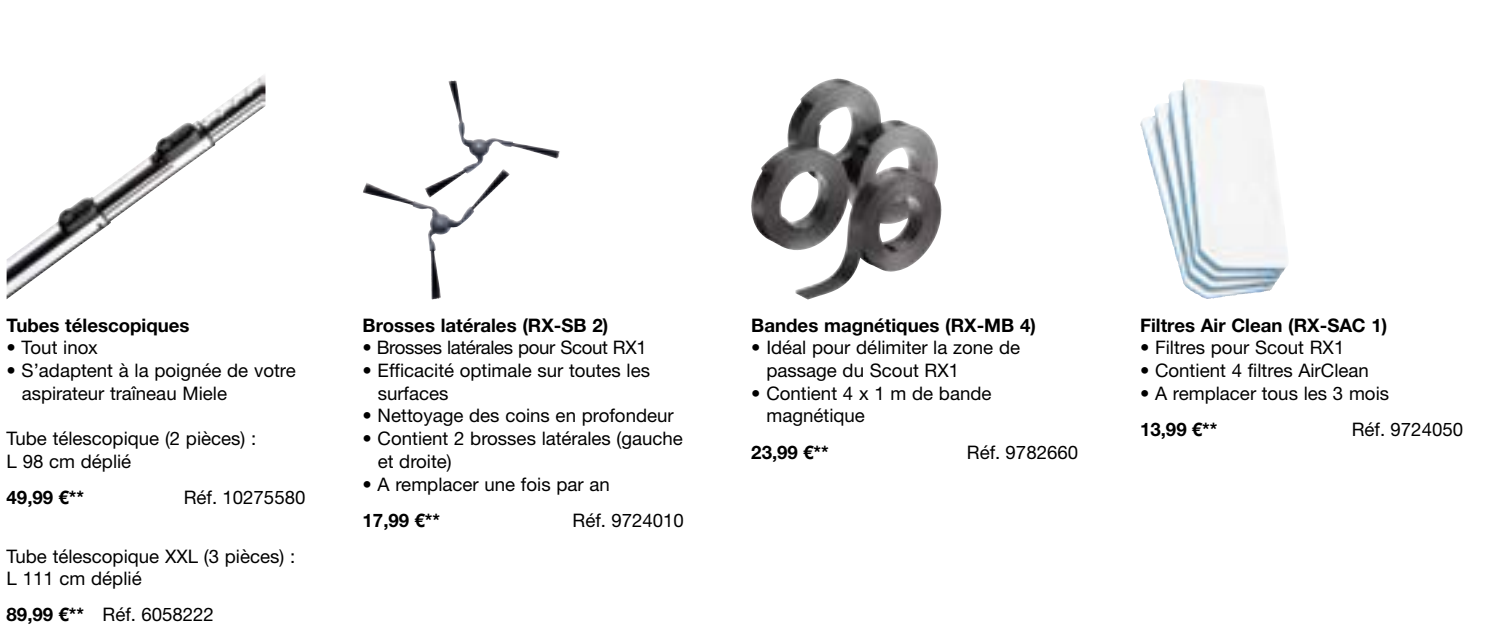 Tubes télescopiques
• Tout inox
• S’adaptent à la poignée de votre
aspirateur traîneau Miele
Tube télescopique (2 pièces) :
L 98 cm déplié
49,99 €** Réf. 10275580
Tube télescopique XXL (3 pièces) :
L 111 cm déplié
89,99 €** Réf. 6058222
Brosses latérales (RX-SB 2)
• Brosses latérales pour Scout RX1
• Efficacité optimale sur toutes les
surfaces
• Nettoyage des coins en profondeur
• Contient 2 brosses latérales (gauche
et droite)
• A remplacer une fois par an
17,99 €** Réf. 9724010
Bandes magnétiques (RX-MB 4)
• Idéal pour délimiter la zone de
passage du Scout RX1
• Contient 4 x 1 m de bande
magnétique
23,99 €** Réf. 9782660
Filtres Air Clean (RX-SAC 1)
• Filtres pour Scout RX1
• Contient 4 filtres AirClean
• A remplacer tous les 3 mois
13,99 €** Réf. 9724050